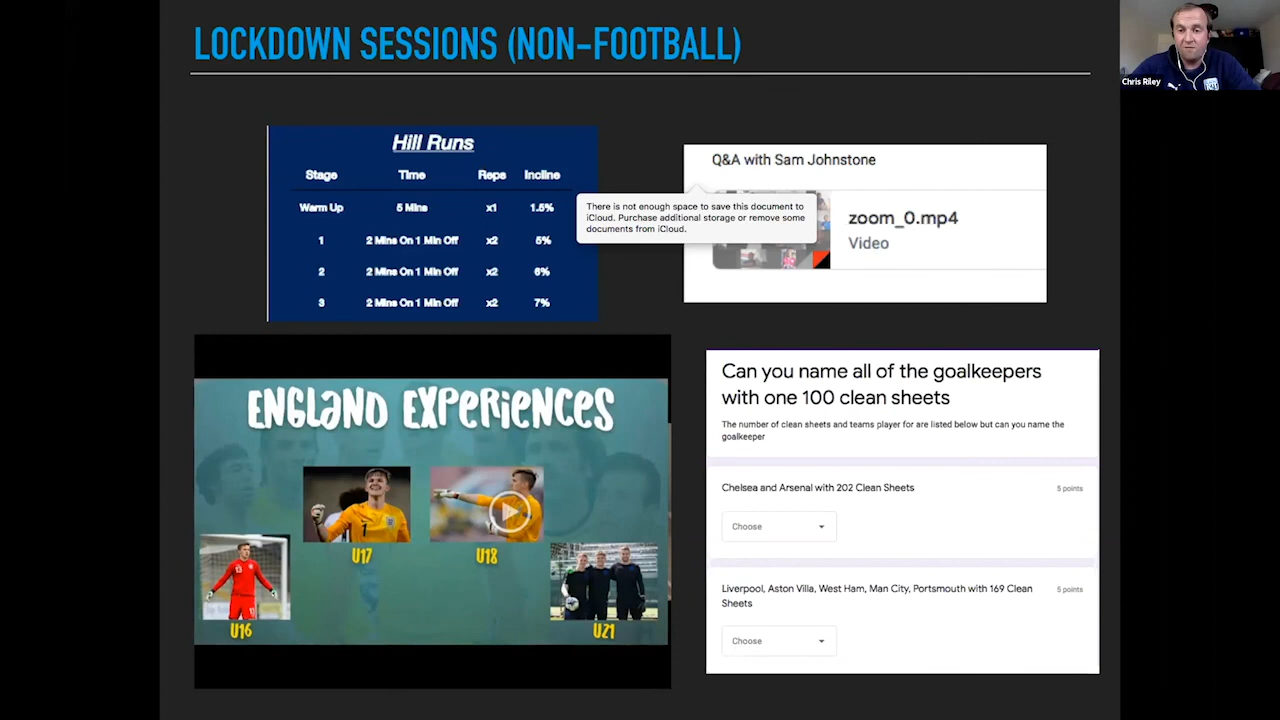 LOCKDOWN SESSIONS (NON-FOOTBALL)
Chris Riley
Hill Runs
Stage Time Reps Incline
Warm Up 5 Mins x1 1.5%
1 2 Mins On 1 Min Off x2 5%
2 2 Mins On 1 Min Off x2 6%
3 2 Mins On 1 Min Off x2 7%
Q&A with Sam Johnstone
There is not enough space to save this document to
iCloud. Purchase additional storage or remove some
documents from iCloud.
zoom_0.mp4
Video
ENGLAND EXPERIENCES
U17
U18
U16
U21
Can you name all of the goalkeepers
with one 100 clean sheets
The number of clean sheets and teams player for are listed below but can you name the
goalkeeper
Chelsea and Arsenal with 202 Clean Sheets 5 points
Choose
Liverpool, Aston Villa, West Ham, Man City, Portsmouth with 169 Clean 5 points
Sheets
Choose